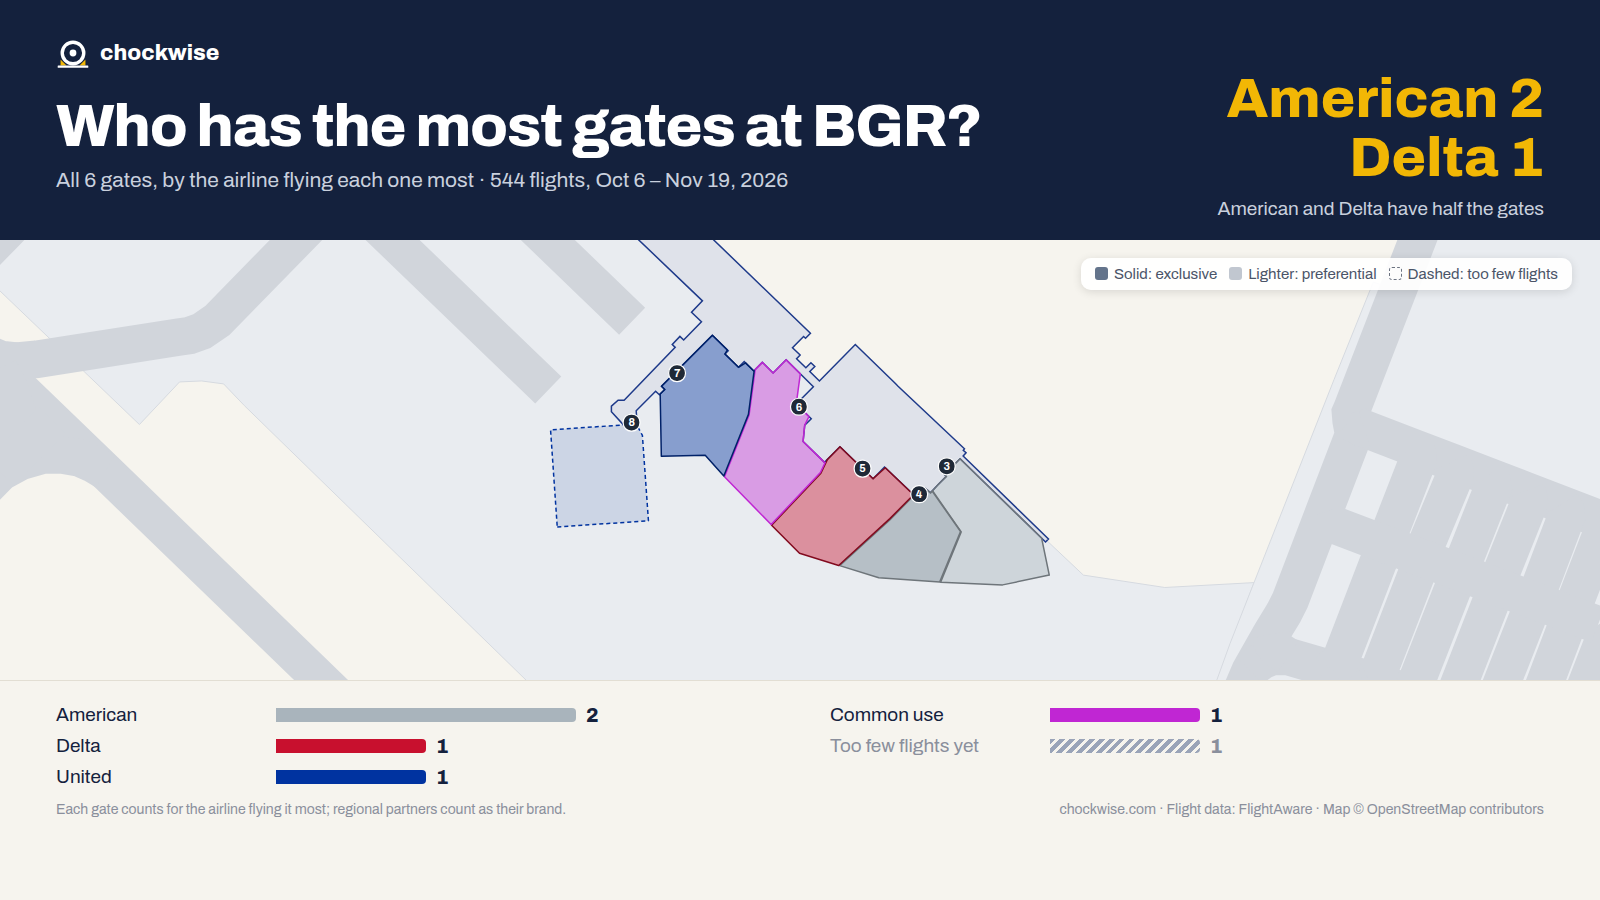 chockwise
Who has the most gates at BGR?
All 6 gates, by the airline flying each one most · 544 flights, Oct 6 – Nov 19, 2026
American 2
Delta 1
American and Delta have half the gates
Solid: exclusive Lighter: preferential Dashed: too few flights
7
8
6
5
3
4
American 2
Delta 1
United 1
Common use 1
Too few flights yet 1
Each gate counts for the airline flying it most; regional partners count as their brand.
chockwise.com · Flight data: FlightAware · Map © OpenStreetMap contributors